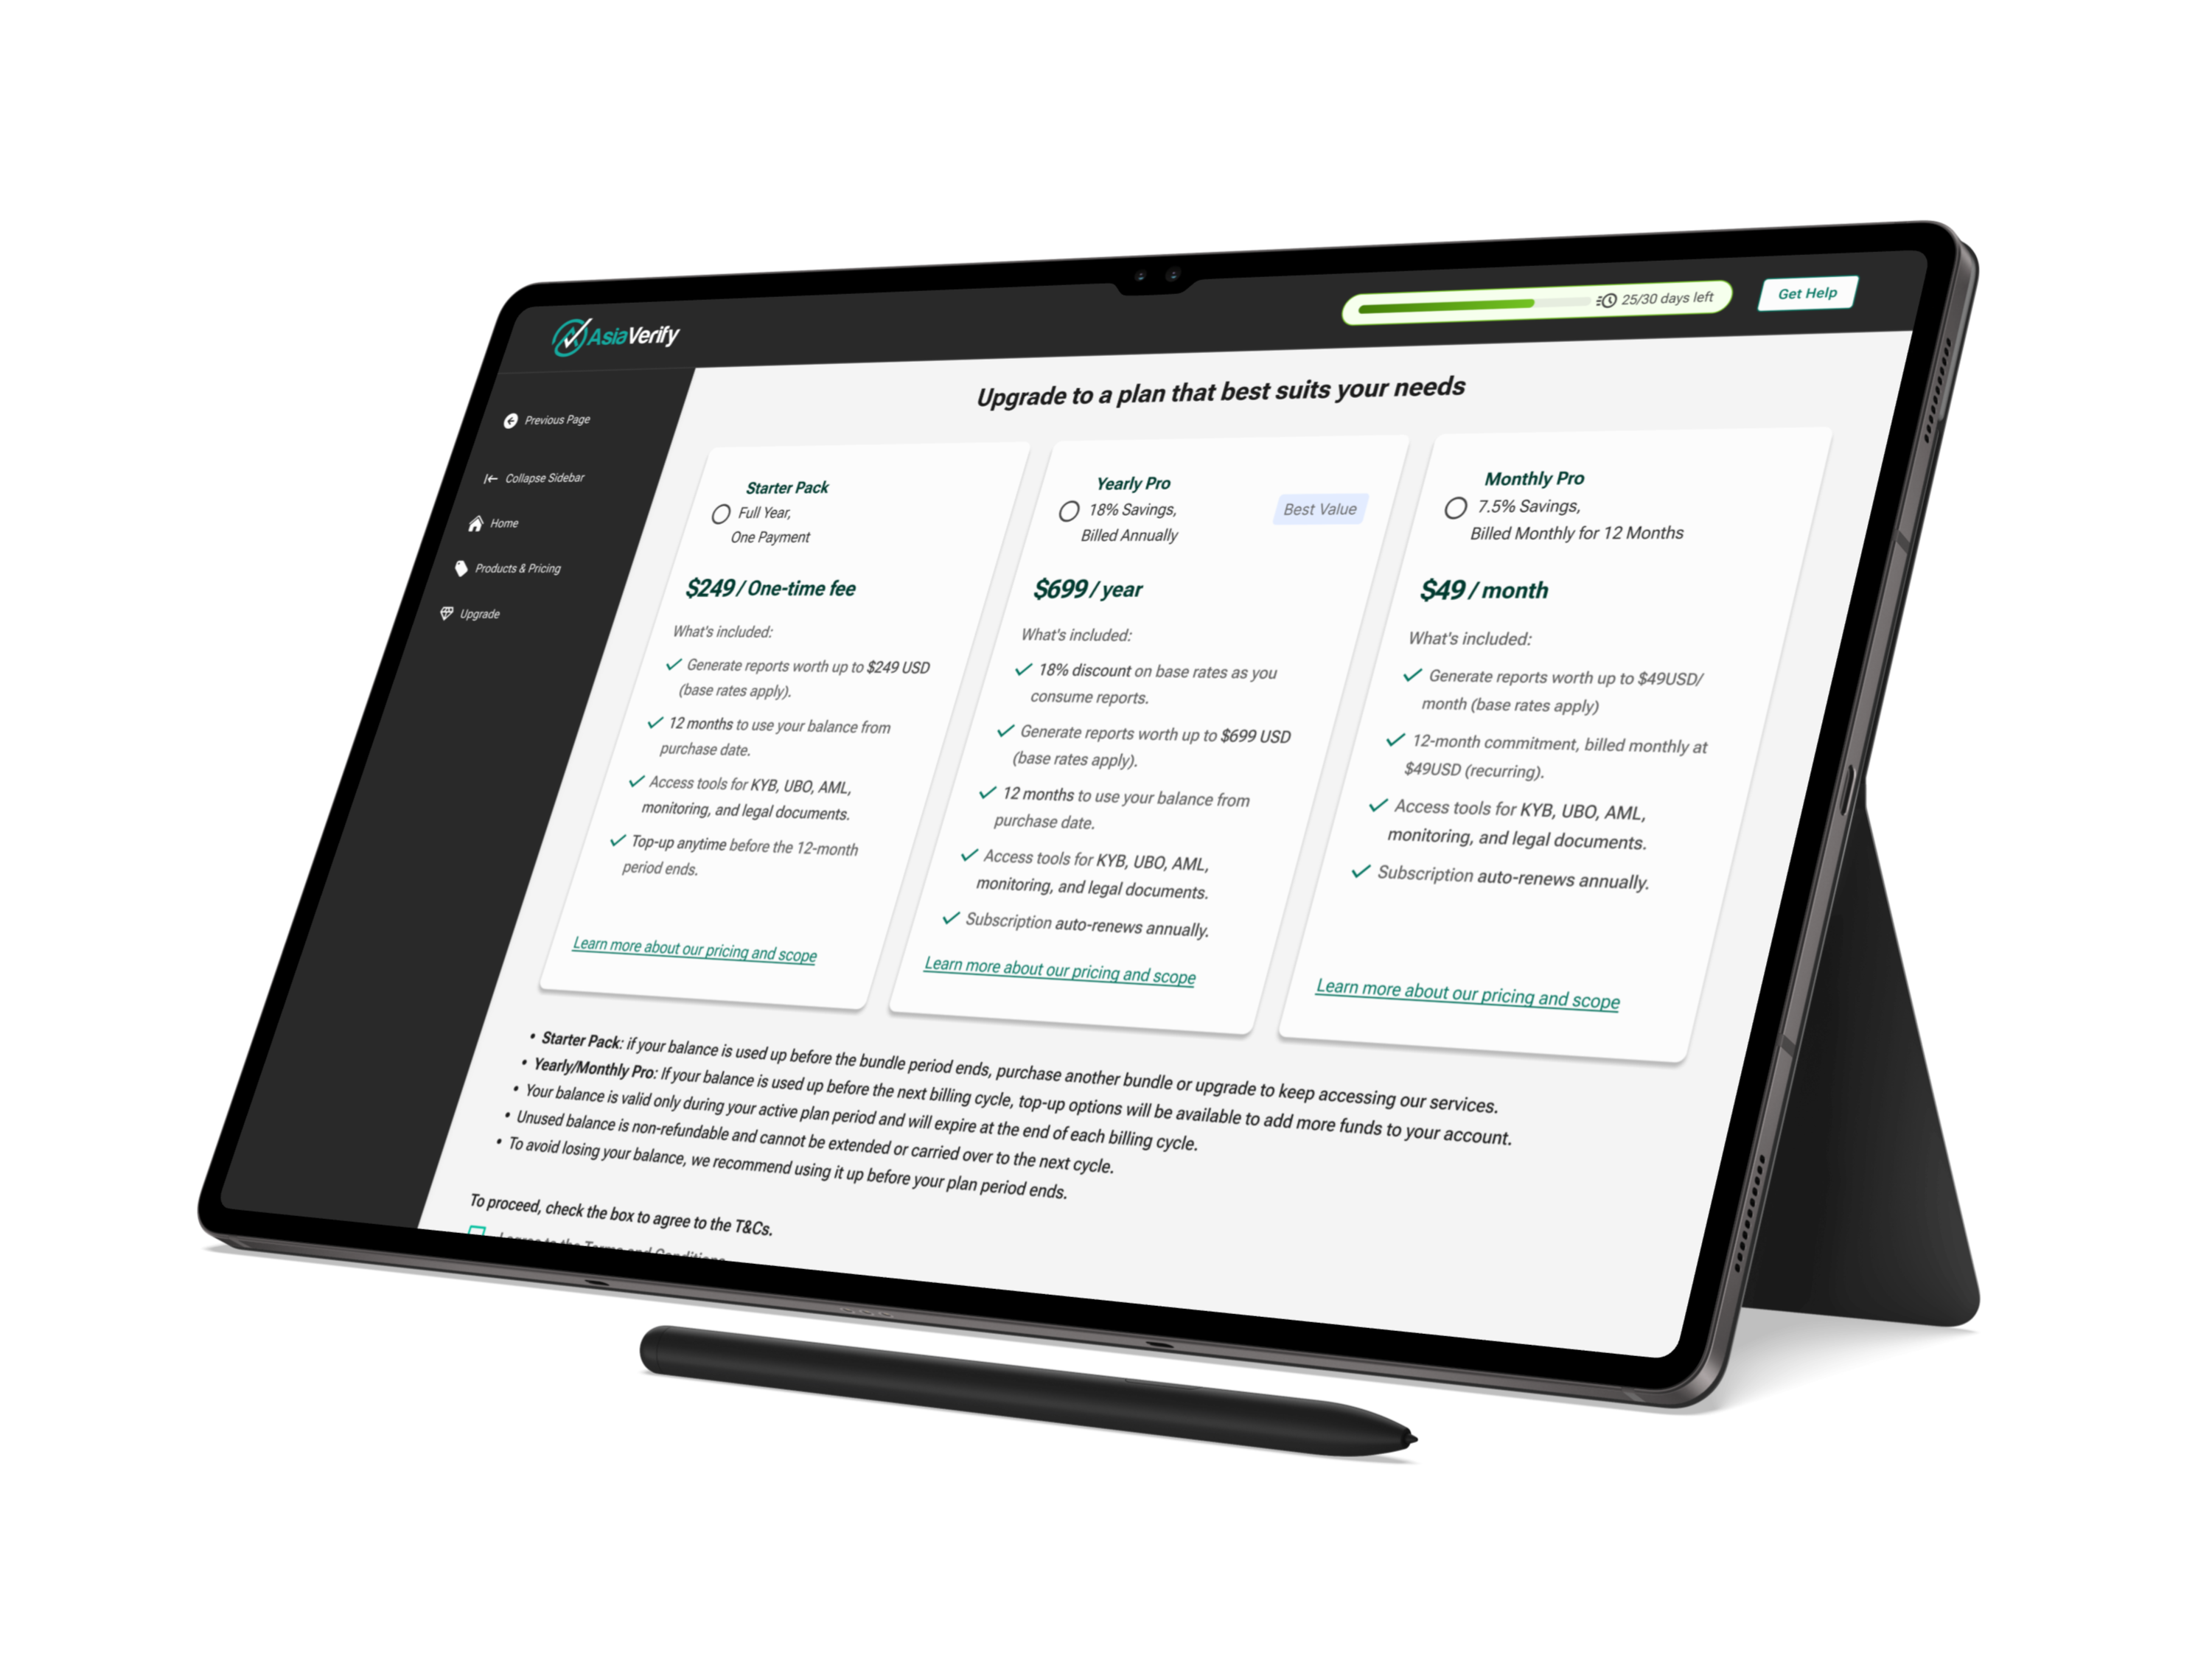 AsiaVerify
25/30 days left
Get Help
Previous Page
Collapse Sidebar
Home
Products & Pricing
Upgrade
Upgrade to a plan that best suits your needs
Starter Pack
Full Year,
One Payment
$249 / One-time fee
What's included:
Generate reports worth up to $249 USD
(base rates apply).
12 months to use your balance from
purchase date.
Access tools for KYB, UBO, AML,
monitoring, and legal documents.
Top-up anytime before the 12-month
period ends.
Learn more about our pricing and scope
Yearly Pro
18% Savings,
Billed Annually
Best Value
$699 / year
What's included:
18% discount on base rates as you
consume reports.
Generate reports worth up to $699 USD
(base rates apply).
12 months to use your balance from
purchase date.
Access tools for KYB, UBO, AML,
monitoring, and legal documents.
Subscription auto-renews annually.
Learn more about our pricing and scope
Monthly Pro
7.5% Savings,
Billed Monthly for 12 Months
$49 / month
What's included:
Generate reports worth up to $49USD/
month (base rates apply)
12-month commitment, billed monthly at
$49USD (recurring).
Access tools for KYB, UBO, AML,
monitoring, and legal documents.
Subscription auto-renews annually.
Learn more about our pricing and scope
• Starter Pack: if your balance is used up before the bundle period ends, purchase another bundle or upgrade to keep accessing our services.
• Yearly/Monthly Pro: If your balance is used up before the next billing cycle, top-up options will be available to add more funds to your account.
• Your balance is valid only during your active plan period and will expire at the end of each billing cycle.
• Unused balance is non-refundable and cannot be extended or carried over to the next cycle.
• To avoid losing your balance, we recommend using it up before your plan period ends.
To proceed, check the box to agree to the T&Cs.
I agree to the Terms and Conditions